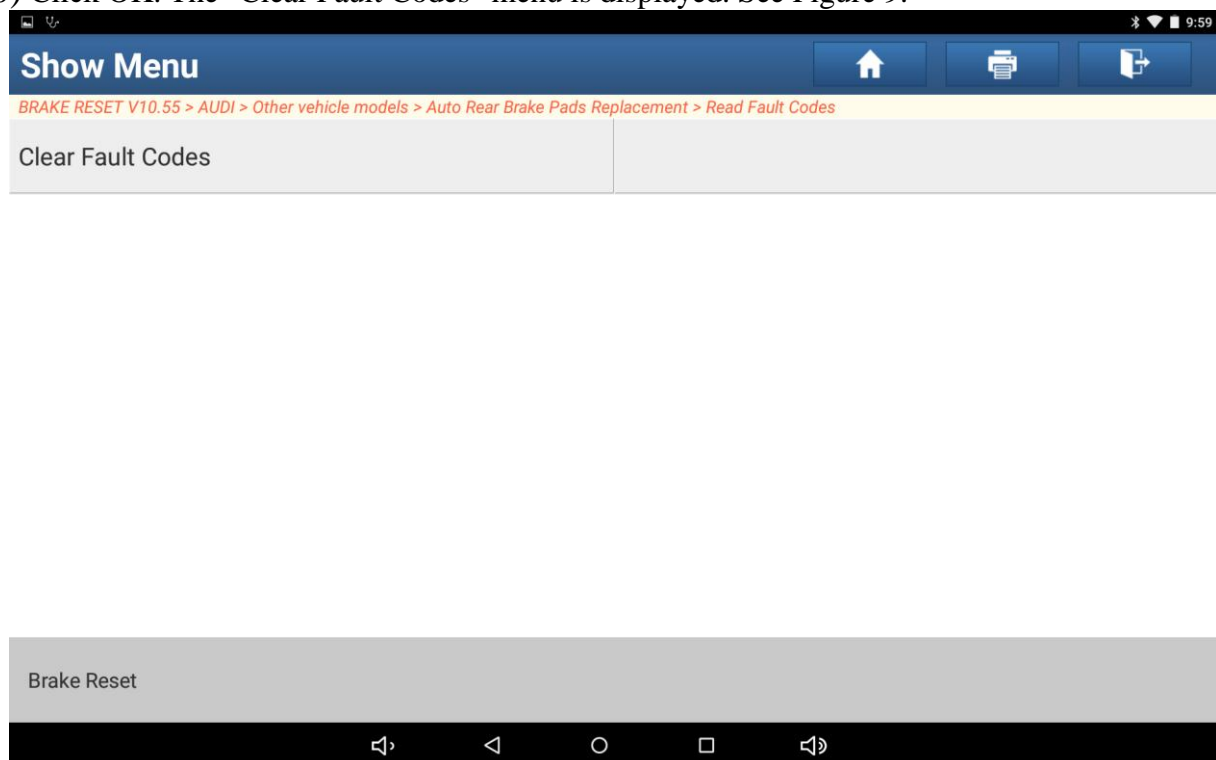 Click OK. The "Clear Fault Codes" menu is displayed. See Figure 9.
9:59
Show Menu
BRAKE RESET V10.55 > AUDI > Other vehicle models > Auto Rear Brake Pads Replacement > Read Fault Codes
Clear Fault Codes
Brake Reset